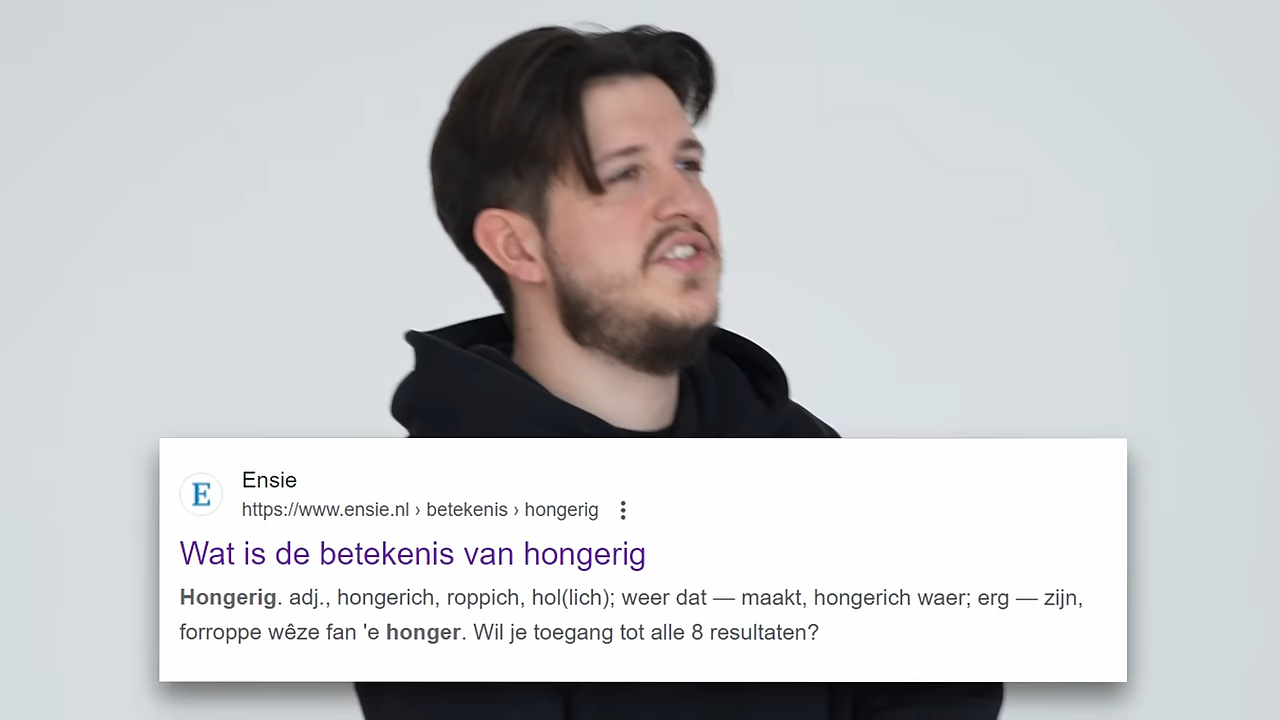 E
Ensie
https://www.ensie.nl › betekenis › hongerig
Wat is de betekenis van hongerig
Hongerig. adj., hongerich, roppich, hol(lich); weer dat — maakt, hongerich waer; erg — zijn,
forroppe wêze fan 'e honger. Wil je toegang tot alle 8 resultaten?